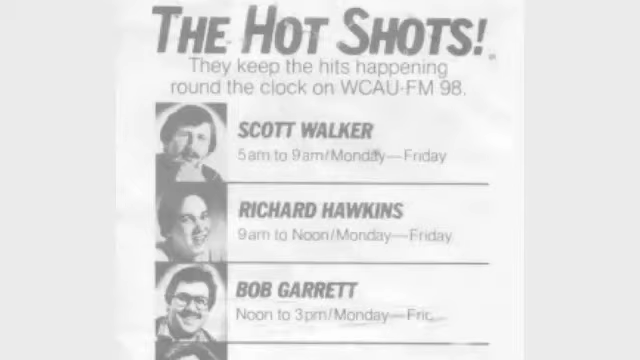 THE HOT SHOTS!
They keep the hits happening
round the clock on WCAU-FM 98.
SCOTT WALKER
5am to 9am/Monday—Friday
RICHARD HAWKINS
9am to Noon/Monday—Friday
BOB GARRETT
Noon to 3pm/Monday—Fri